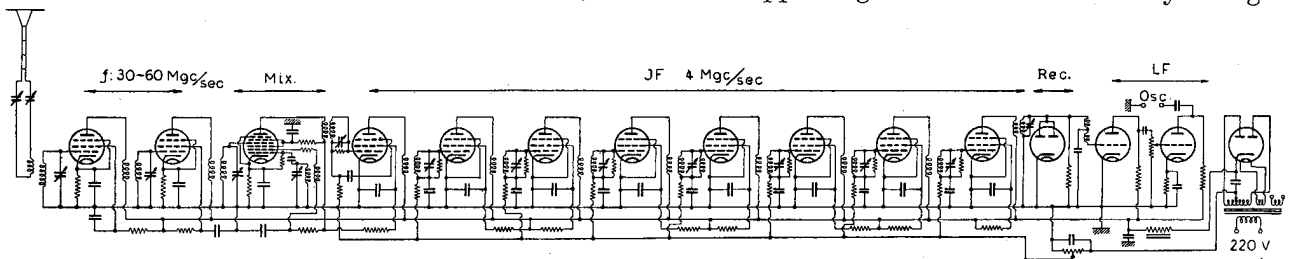 f: 30~60 Mgc/sec
Mix.
JF 4 Mgc/sec
Rec.
LF
Osc.
220 V